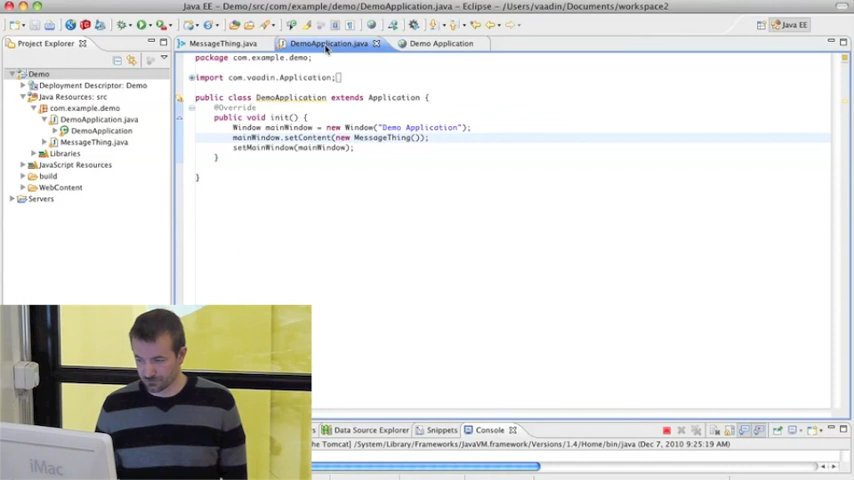 Java EE - Demo/src/com/example/demo/DemoApplication.java - Eclipse - /Users/vaadin/Documents/workspace2
Java EE
Project Explorer
MessageThing.java
DemoApplication.java
Demo Application
Demo
Deployment Descriptor: Demo
Java Resources: src
com.example.demo
DemoApplication.java
DemoApplication
MessageThing.java
Libraries
JavaScript Resources
build
WebContent
Servers
package com.example.demo;
import com.vaadin.Application;
public class DemoApplication extends Application {
@Override
public void init() {
Window mainWindow = new Window("Demo Application");
mainWindow.setContent(new MessageThing());
setMainWindow(mainWindow);
}
}
Data Source Explorer
Snippets
Console
Tomcat] /System/Library/Frameworks/JavaVM.framework/Versions/1.4/Home/bin/java (Dec 7, 2010 9:25:19 AM)
iMac